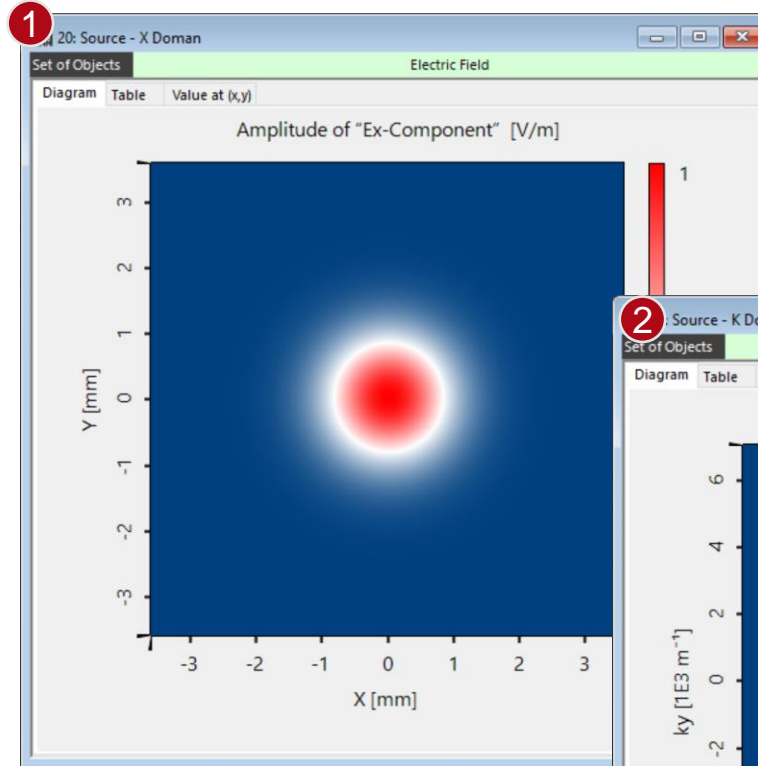 1
20: Source - X Doman
Set of Objects Electric Field
Diagram Table Value at (x,y)
Amplitude of "Ex-Component" [V/m]
1
3
2
1
0
-1
-2
-3
Y [mm]
-3 -2 -1 0 1 2 3
X [mm]
2
: Source - K Do
Set of Objects
Diagram Table
6
4
2
0
-2
ky [1E3 m⁻¹]